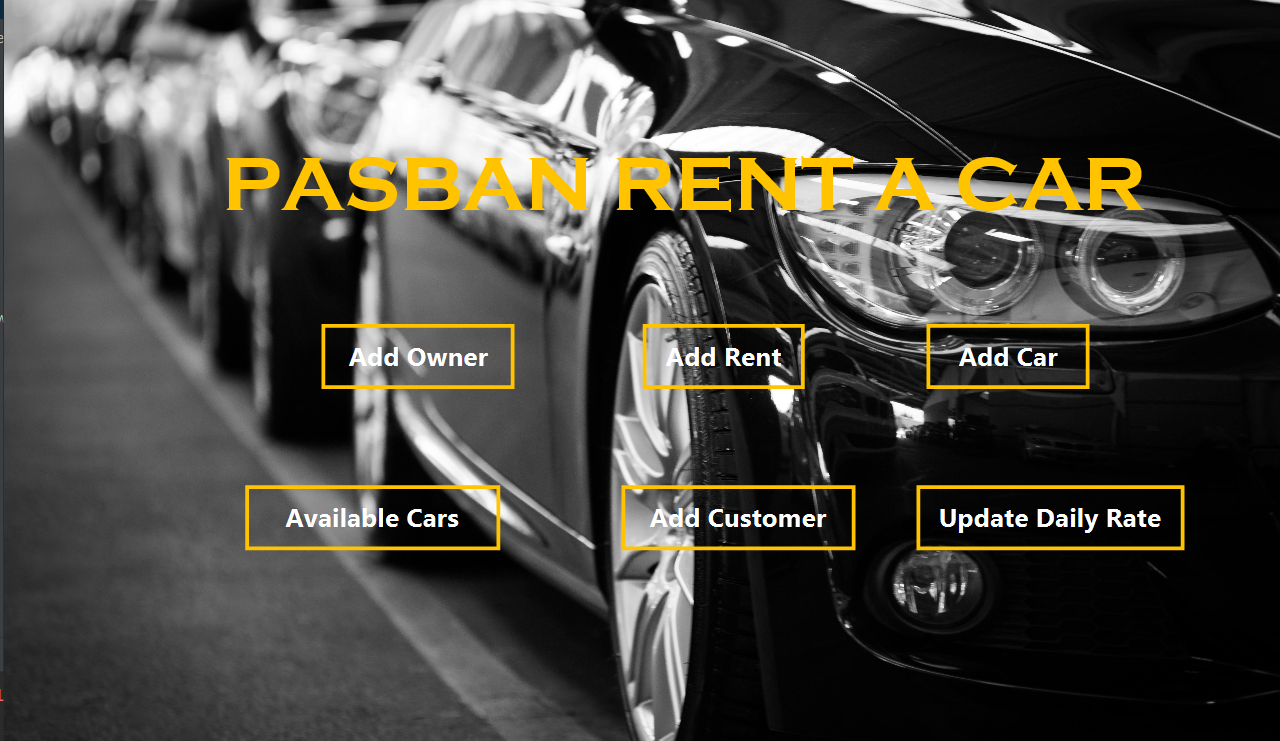 PASBAN RENT A CAR
Add Owner
Add Rent
Add Car
Available Cars
Add Customer
Update Daily Rate